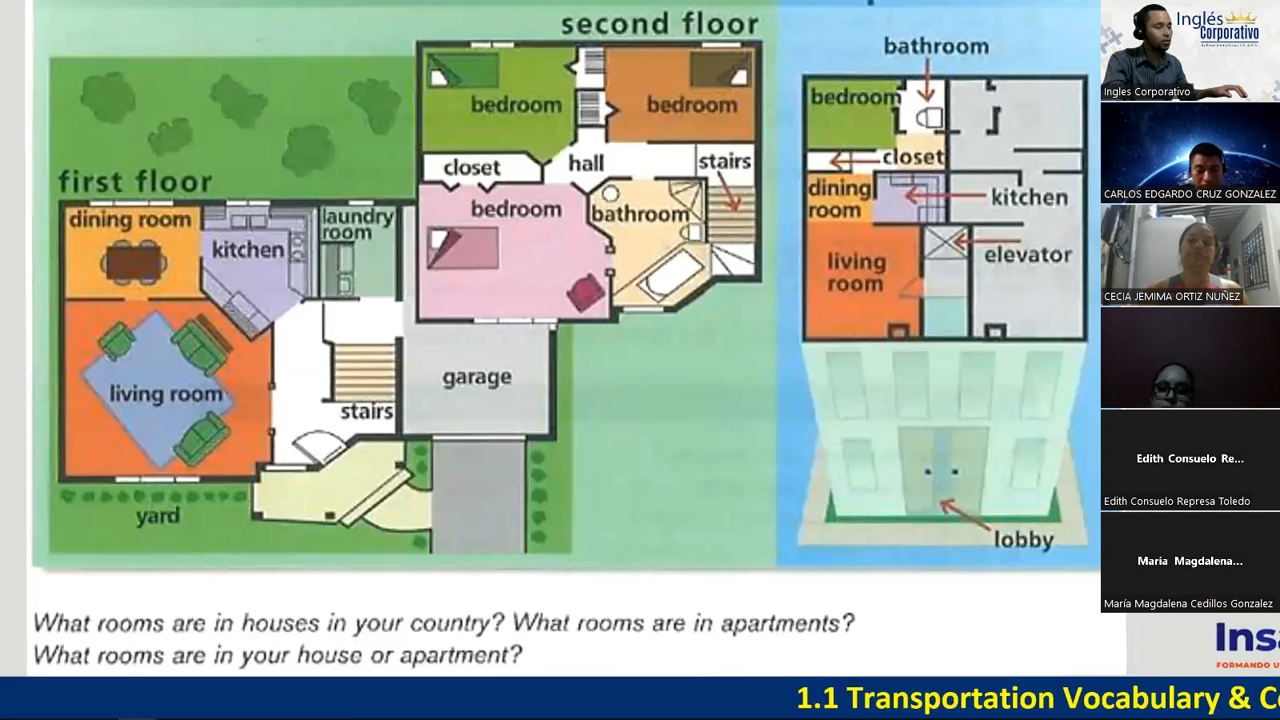 second floor
bedroom
bedroom
closet
hall
stairs
bedroom
bathroom
first floor
dining room
kitchen
laundry
room
living room
stairs
garage
yard
bathroom
bedroom
closet
dining
room
kitchen
elevator
living
room
lobby
What rooms are in houses in your country? What rooms are in apartments?
What rooms are in your house or apartment?
Inglés
Corporativo
Ingles Corporativo
CARLOS EDGARDO CRUZ GONZALEZ
CECIA JEMIMA ORTIZ NUÑEZ
Edith Consuelo Re...
Edith Consuelo Represa Toledo
María Magdalena...
María Magdalena Cedillos Gonzalez
Insa
FORMANDO U
1.1 Transportation Vocabulary & Co